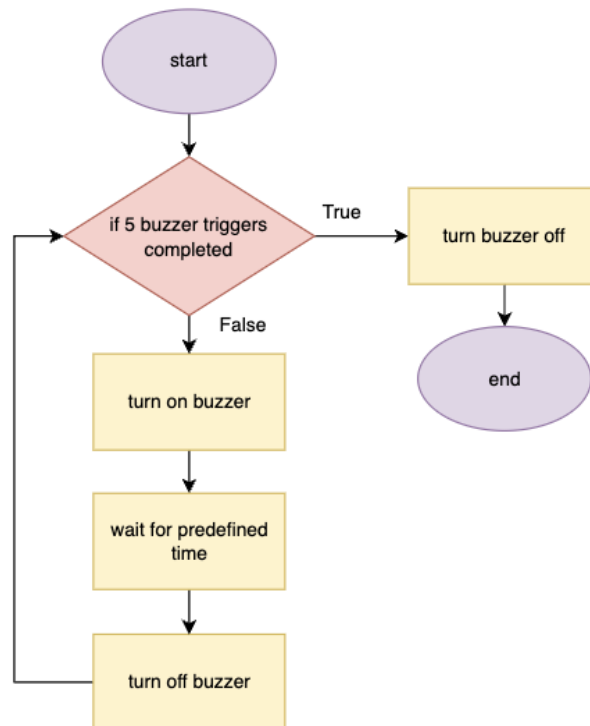 start
if 5 buzzer triggers
completed
True
turn buzzer off
False
end
turn on buzzer
wait for predefined
time
turn off buzzer